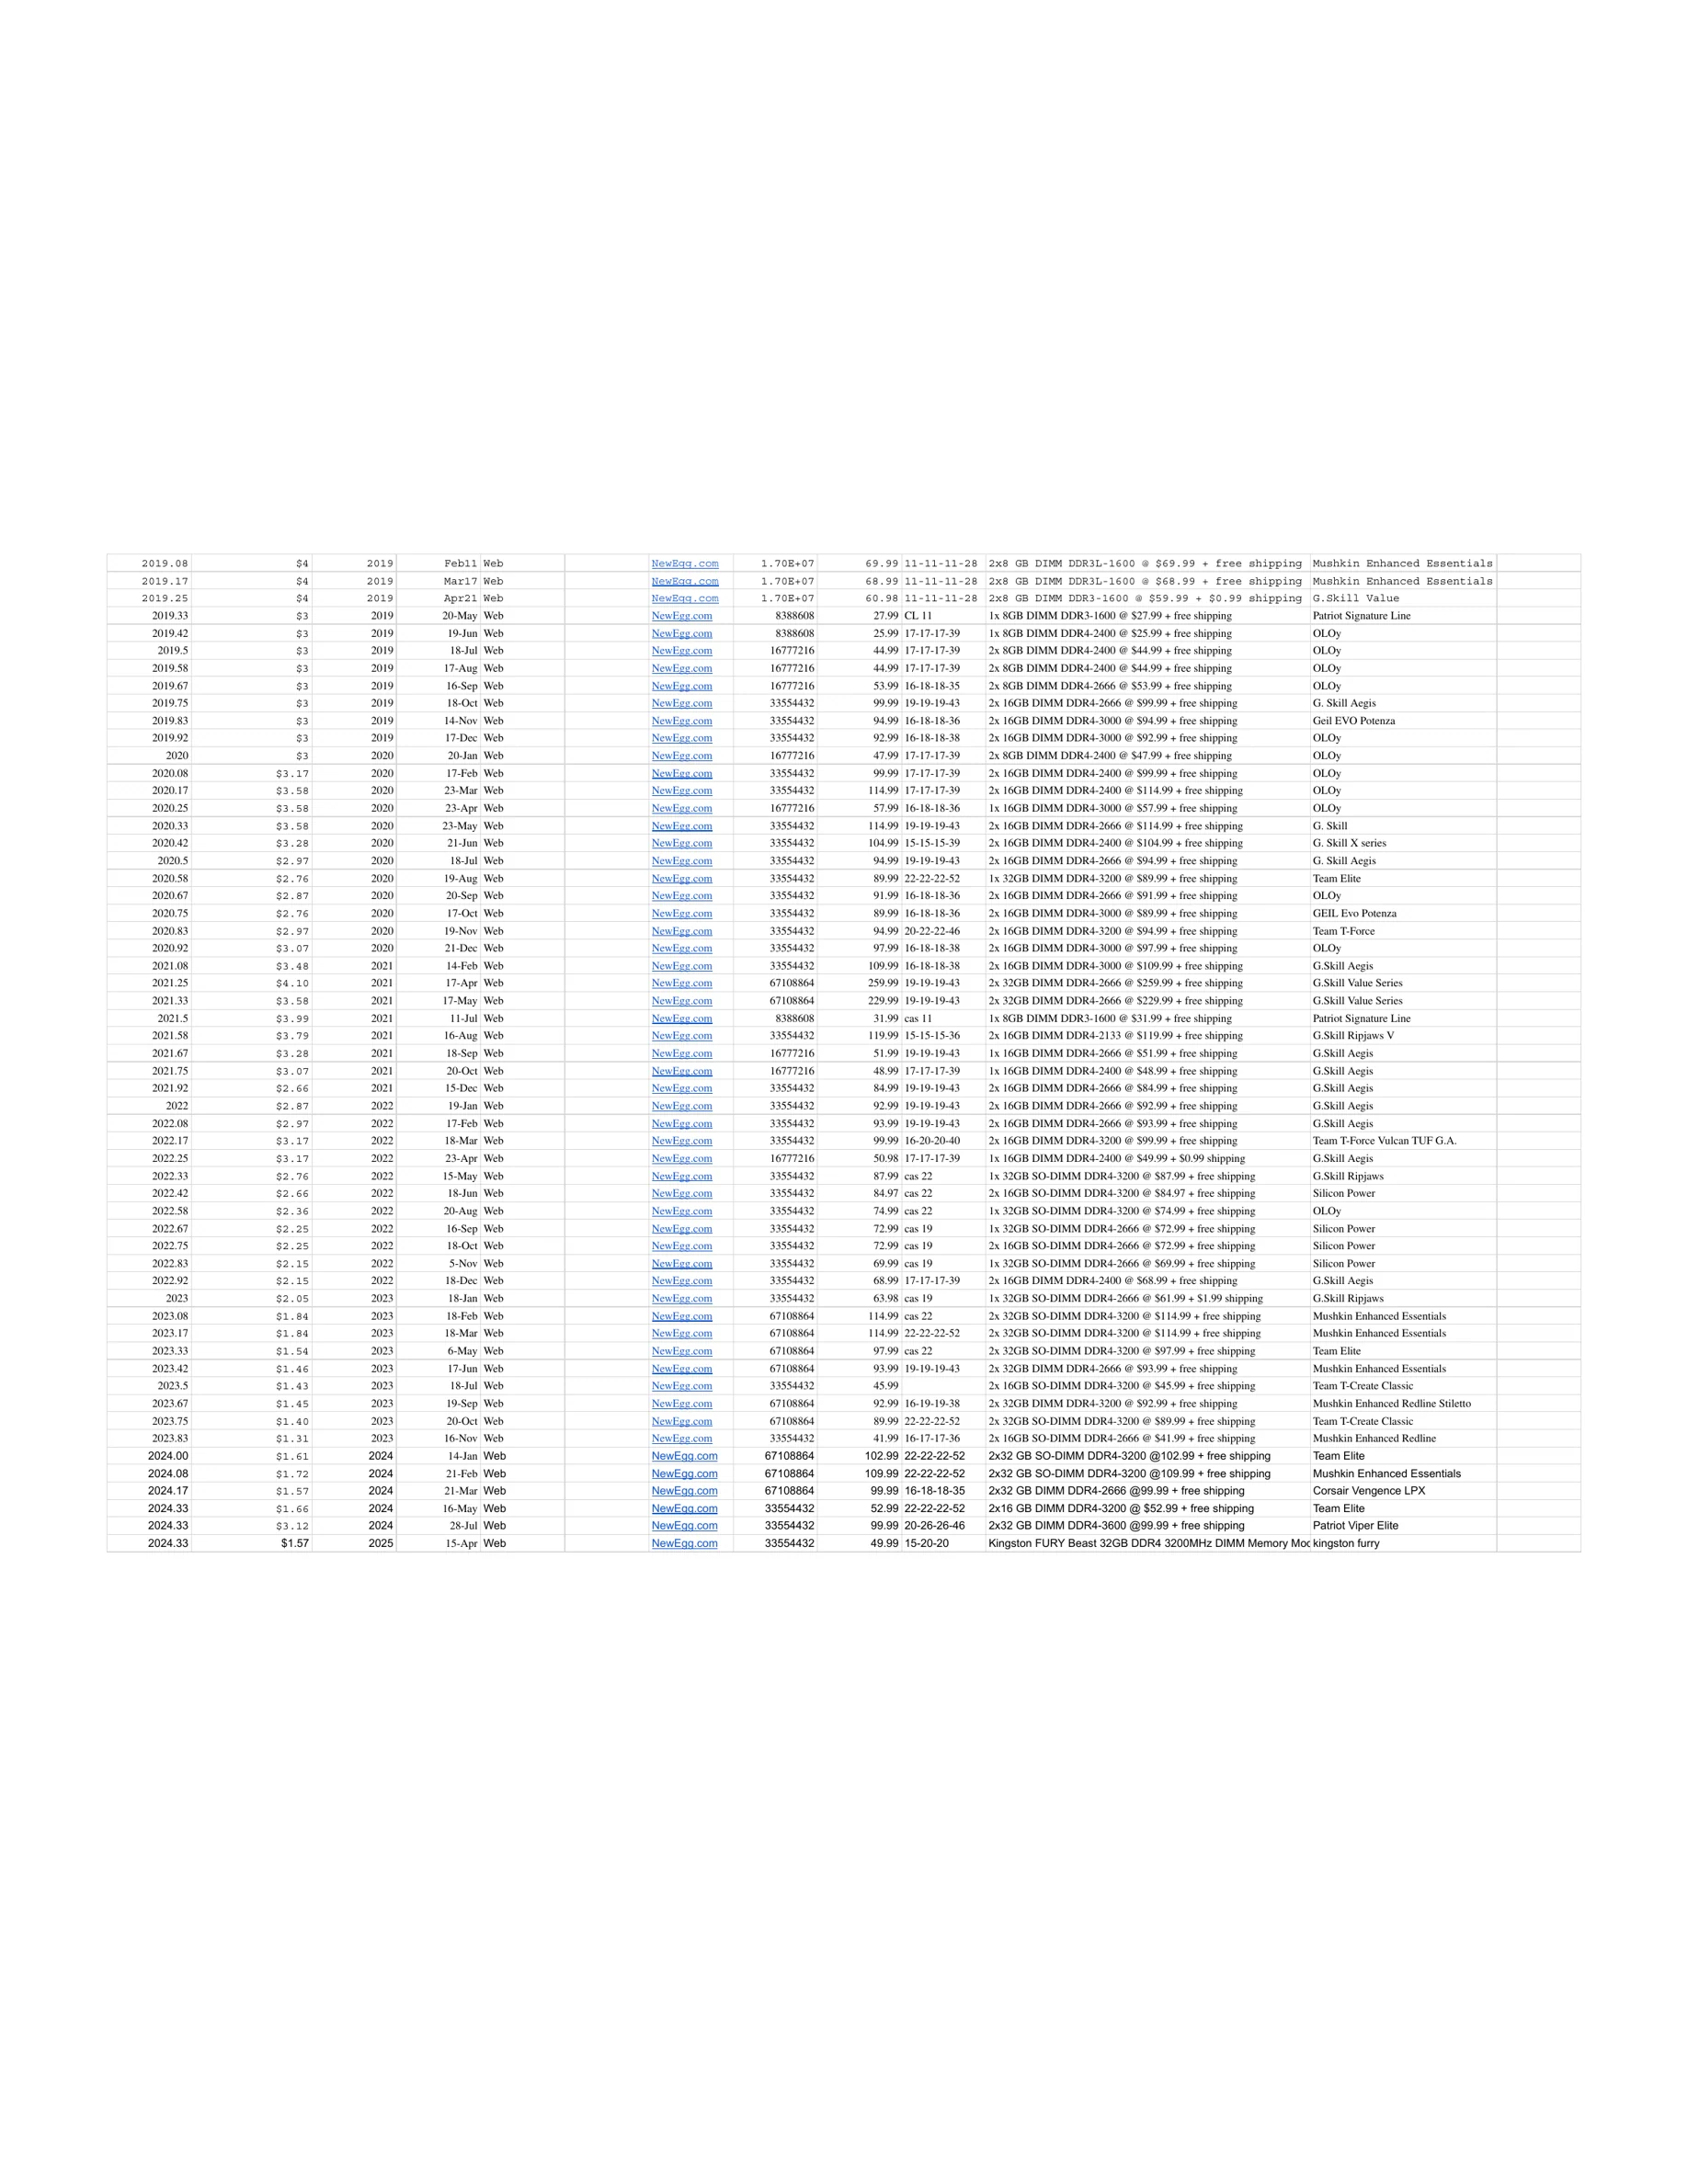 2019.08 $4 2019 Feb11 Web NewEgg.com 1.70E+07 69.99 11-11-11-28 2x8 GB DIMM DDR3L-1600 @ $69.99 + free shipping Mushkin Enhanced Essentials
2019.17 $4 2019 Mar17 Web NewEgg.com 1.70E+07 68.99 11-11-11-28 2x8 GB DIMM DDR3L-1600 @ $68.99 + free shipping Mushkin Enhanced Essentials
2019.25 $4 2019 Apr21 Web NewEgg.com 1.70E+07 60.98 11-11-11-28 2x8 GB DIMM DDR3-1600 @ $59.99 + $0.99 shipping G.Skill Value
2019.33 $3 2019 20-May Web NewEgg.com 8388608 27.99 CL 11 1x 8GB DIMM DDR3-1600 @ $27.99 + free shipping Patriot Signature Line
2019.42 $3 2019 19-Jun Web NewEgg.com 8388608 25.99 17-17-17-39 1x 8GB DIMM DDR4-2400 @ $25.99 + free shipping OLOy
2019.5 $3 2019 18-Jul Web NewEgg.com 16777216 44.99 17-17-17-39 2x 8GB DIMM DDR4-2400 @ $44.99 + free shipping OLOy
2019.58 $3 2019 17-Aug Web NewEgg.com 16777216 44.99 17-17-17-39 2x 8GB DIMM DDR4-2400 @ $44.99 + free shipping OLOy
2019.67 $3 2019 16-Sep Web NewEgg.com 16777216 53.99 16-18-18-35 2x 8GB DIMM DDR4-2666 @ $53.99 + free shipping OLOy
2019.75 $3 2019 18-Oct Web NewEgg.com 33554432 99.99 19-19-19-43 2x 16GB DIMM DDR4-2666 @ $99.99 + free shipping G. Skill Aegis
2019.83 $3 2019 14-Nov Web NewEgg.com 33554432 94.99 16-18-18-36 2x 16GB DIMM DDR4-3000 @ $94.99 + free shipping Geil EVO Potenza
2019.92 $3 2019 17-Dec Web NewEgg.com 33554432 92.99 16-18-18-38 2x 16GB DIMM DDR4-3000 @ $92.99 + free shipping OLOy
2020 $3 2020 20-Jan Web NewEgg.com 16777216 47.99 17-17-17-39 2x 8GB DIMM DDR4-2400 @ $47.99 + free shipping OLOy
2020.08 $3.17 2020 17-Feb Web NewEgg.com 33554432 99.99 17-17-17-39 2x 16GB DIMM DDR4-2400 @ $99.99 + free shipping OLOy
2020.17 $3.58 2020 23-Mar Web NewEgg.com 33554432 114.99 17-17-17-39 2x 16GB DIMM DDR4-2400 @ $114.99 + free shipping OLOy
2020.25 $3.58 2020 23-Apr Web NewEgg.com 16777216 57.99 16-18-18-36 1x 16GB DIMM DDR4-3000 @ $57.99 + free shipping OLOy
2020.33 $3.58 2020 23-May Web NewEgg.com 33554432 114.99 19-19-19-43 2x 16GB DIMM DDR4-2666 @ $114.99 + free shipping G. Skill
2020.42 $3.28 2020 21-Jun Web NewEgg.com 33554432 104.99 15-15-15-39 2x 16GB DIMM DDR4-2400 @ $104.99 + free shipping G. Skill X series
2020.5 $2.97 2020 18-Jul Web NewEgg.com 33554432 94.99 19-19-19-43 2x 16GB DIMM DDR4-2666 @ $94.99 + free shipping G. Skill Aegis
2020.58 $2.76 2020 19-Aug Web NewEgg.com 33554432 89.99 22-22-22-52 1x 32GB DIMM DDR4-3200 @ $89.99 + free shipping Team Elite
2020.67 $2.87 2020 20-Sep Web NewEgg.com 33554432 91.99 16-18-18-36 2x 16GB DIMM DDR4-2666 @ $91.99 + free shipping OLOy
2020.75 $2.76 2020 17-Oct Web NewEgg.com 33554432 89.99 16-18-18-36 2x 16GB DIMM DDR4-3000 @ $89.99 + free shipping GEIL Evo Potenza
2020.83 $2.97 2020 19-Nov Web NewEgg.com 33554432 94.99 20-22-22-46 2x 16GB DIMM DDR4-3200 @ $94.99 + free shipping Team T-Force
2020.92 $3.07 2020 21-Dec Web NewEgg.com 33554432 97.99 16-18-18-38 2x 16GB DIMM DDR4-3000 @ $97.99 + free shipping OLOy
2021.08 $3.48 2021 14-Feb Web NewEgg.com 33554432 109.99 16-18-18-38 2x 16GB DIMM DDR4-3000 @ $109.99 + free shipping G.Skill Aegis
2021.25 $4.10 2021 17-Apr Web NewEgg.com 67108864 259.99 19-19-19-43 2x 32GB DIMM DDR4-2666 @ $259.99 + free shipping G.Skill Value Series
2021.33 $3.58 2021 17-May Web NewEgg.com 67108864 229.99 19-19-19-43 2x 32GB DIMM DDR4-2666 @ $229.99 + free shipping G.Skill Value Series
2021.5 $3.99 2021 11-Jul Web NewEgg.com 8388608 31.99 cas 11 1x 8GB DIMM DDR3-1600 @ $31.99 + free shipping Patriot Signature Line
2021.58 $3.79 2021 16-Aug Web NewEgg.com 33554432 119.99 15-15-15-36 2x 16GB DIMM DDR4-2133 @ $119.99 + free shipping G.Skill Ripjaws V
2021.67 $3.28 2021 18-Sep Web NewEgg.com 16777216 51.99 19-19-19-43 1x 16GB DIMM DDR4-2666 @ $51.99 + free shipping G.Skill Aegis
2021.75 $3.07 2021 20-Oct Web NewEgg.com 16777216 48.99 17-17-17-39 1x 16GB DIMM DDR4-2400 @ $48.99 + free shipping G.Skill Aegis
2021.92 $2.66 2021 15-Dec Web NewEgg.com 33554432 84.99 19-19-19-43 2x 16GB DIMM DDR4-2666 @ $84.99 + free shipping G.Skill Aegis
2022 $2.87 2022 19-Jan Web NewEgg.com 33554432 92.99 19-19-19-43 2x 16GB DIMM DDR4-2666 @ $92.99 + free shipping G.Skill Aegis
2022.08 $2.97 2022 17-Feb Web NewEgg.com 33554432 93.99 19-19-19-43 2x 16GB DIMM DDR4-2666 @ $93.99 + free shipping G.Skill Aegis
2022.17 $3.17 2022 18-Mar Web NewEgg.com 33554432 99.99 16-20-20-40 2x 16GB DIMM DDR4-3200 @ $99.99 + free shipping Team T-Force Vulcan TUF G.A.
2022.25 $3.17 2022 23-Apr Web NewEgg.com 16777216 50.98 17-17-17-39 1x 16GB DIMM DDR4-2400 @ $49.99 + $0.99 shipping G.Skill Aegis
2022.33 $2.76 2022 15-May Web NewEgg.com 33554432 87.99 cas 22 1x 32GB SO-DIMM DDR4-3200 @ $87.99 + free shipping G.Skill Ripjaws
2022.42 $2.66 2022 18-Jun Web NewEgg.com 33554432 84.97 cas 22 2x 16GB SO-DIMM DDR4-3200 @ $84.97 + free shipping Silicon Power
2022.58 $2.36 2022 20-Aug Web NewEgg.com 33554432 74.99 cas 22 1x 32GB SO-DIMM DDR4-3200 @ $74.99 + free shipping OLOy
2022.67 $2.25 2022 16-Sep Web NewEgg.com 33554432 72.99 cas 19 1x 32GB SO-DIMM DDR4-2666 @ $72.99 + free shipping Silicon Power
2022.75 $2.25 2022 18-Oct Web NewEgg.com 33554432 72.99 cas 19 2x 16GB SO-DIMM DDR4-2666 @ $72.99 + free shipping Silicon Power
2022.83 $2.15 2022 5-Nov Web NewEgg.com 33554432 69.99 cas 19 1x 32GB SO-DIMM DDR4-2666 @ $69.99 + free shipping Silicon Power
2022.92 $2.15 2022 18-Dec Web NewEgg.com 33554432 68.99 17-17-17-39 2x 16GB DIMM DDR4-2400 @ $68.99 + free shipping G.Skill Aegis
2023 $2.05 2023 18-Jan Web NewEgg.com 33554432 63.98 cas 19 1x 32GB SO-DIMM DDR4-2666 @ $61.99 + $1.99 shipping G.Skill Ripjaws
2023.08 $1.84 2023 18-Feb Web NewEgg.com 67108864 114.99 cas 22 2x 32GB SO-DIMM DDR4-3200 @ $114.99 + free shipping Mushkin Enhanced Essentials
2023.17 $1.84 2023 18-Mar Web NewEgg.com 67108864 114.99 22-22-22-52 2x 32GB SO-DIMM DDR4-3200 @ $114.99 + free shipping Mushkin Enhanced Essentials
2023.33 $1.54 2023 6-May Web NewEgg.com 67108864 97.99 cas 22 2x 32GB SO-DIMM DDR4-3200 @ $97.99 + free shipping Team Elite
2023.42 $1.46 2023 17-Jun Web NewEgg.com 67108864 93.99 19-19-19-43 2x 32GB DIMM DDR4-2666 @ $93.99 + free shipping Mushkin Enhanced Essentials
2023.5 $1.43 2023 18-Jul Web NewEgg.com 33554432 45.99 2x 16GB SO-DIMM DDR4-3200 @ $45.99 + free shipping Team T-Create Classic
2023.67 $1.45 2023 19-Sep Web NewEgg.com 67108864 92.99 16-19-19-38 2x 32GB DIMM DDR4-3200 @ $92.99 + free shipping Mushkin Enhanced Redline Stiletto
2023.75 $1.40 2023 20-Oct Web NewEgg.com 67108864 89.99 22-22-22-52 2x 32GB SO-DIMM DDR4-3200 @ $89.99 + free shipping Team T-Create Classic
2023.83 $1.31 2023 16-Nov Web NewEgg.com 33554432 41.99 16-17-17-36 2x 16GB SO-DIMM DDR4-2666 @ $41.99 + free shipping Mushkin Enhanced Redline
2024.00 $1.61 2024 14-Jan Web NewEgg.com 67108864 102.99 22-22-22-52 2x32 GB SO-DIMM DDR4-3200 @102.99 + free shipping Team Elite
2024.08 $1.72 2024 21-Feb Web NewEgg.com 67108864 109.99 22-22-22-52 2x32 GB SO-DIMM DDR4-3200 @109.99 + free shipping Mushkin Enhanced Essentials
2024.17 $1.57 2024 21-Mar Web NewEgg.com 67108864 99.99 16-18-18-35 2x32 GB DIMM DDR4-2666 @99.99 + free shipping Corsair Vengence LPX
2024.33 $1.66 2024 16-May Web NewEgg.com 33554432 52.99 22-22-22-52 2x16 GB DIMM DDR4-3200 @ $52.99 + free shipping Team Elite
2024.33 $3.12 2024 28-Jul Web NewEgg.com 33554432 99.99 20-26-26-46 2x32 GB DIMM DDR4-3600 @99.99 + free shipping Patriot Viper Elite
2024.33 $1.57 2025 15-Apr Web NewEgg.com 33554432 49.99 15-20-20 Kingston FURY Beast 32GB DDR4 3200MHz DIMM Memory Moc kingston furry